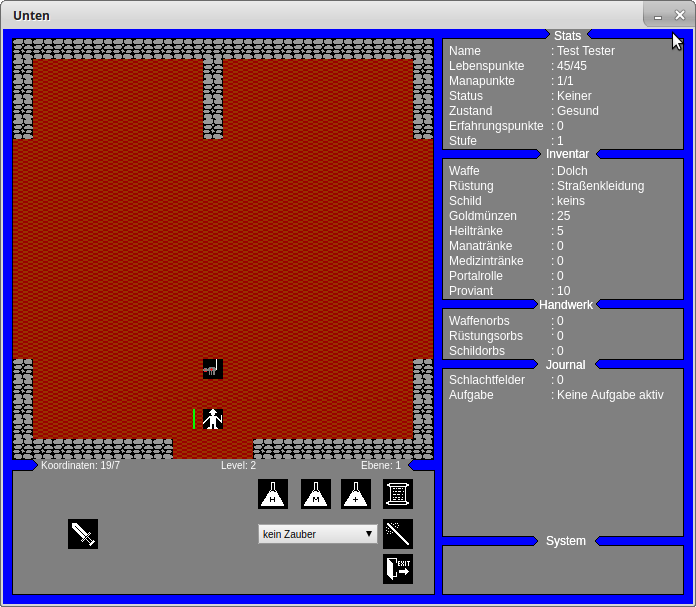 Unten
Stats
Name : Test Tester
Lebenspunkte : 45/45
Manapunkte : 1/1
Status : Keiner
Zustand : Gesund
Erfahrungspunkte : 0
Stufe : 1
Inventar
Waffe : Dolch
Rüstung : Straßenkleidung
Schild : keins
Goldmünzen : 25
Heiltränke : 5
Manatränke : 0
Medizintränke : 0
Portalrolle : 0
Proviant : 10
Handwerk
Waffenorbs : 0
Rüstungsorbs : 0
Schildorbs : 0
Journal
Schlachtfelder : 0
Aufgabe : Keine Aufgabe aktiv
System
Koordinaten: 19/7 Level: 2 Ebene: 1
H M +
kein Zauber
EXIT